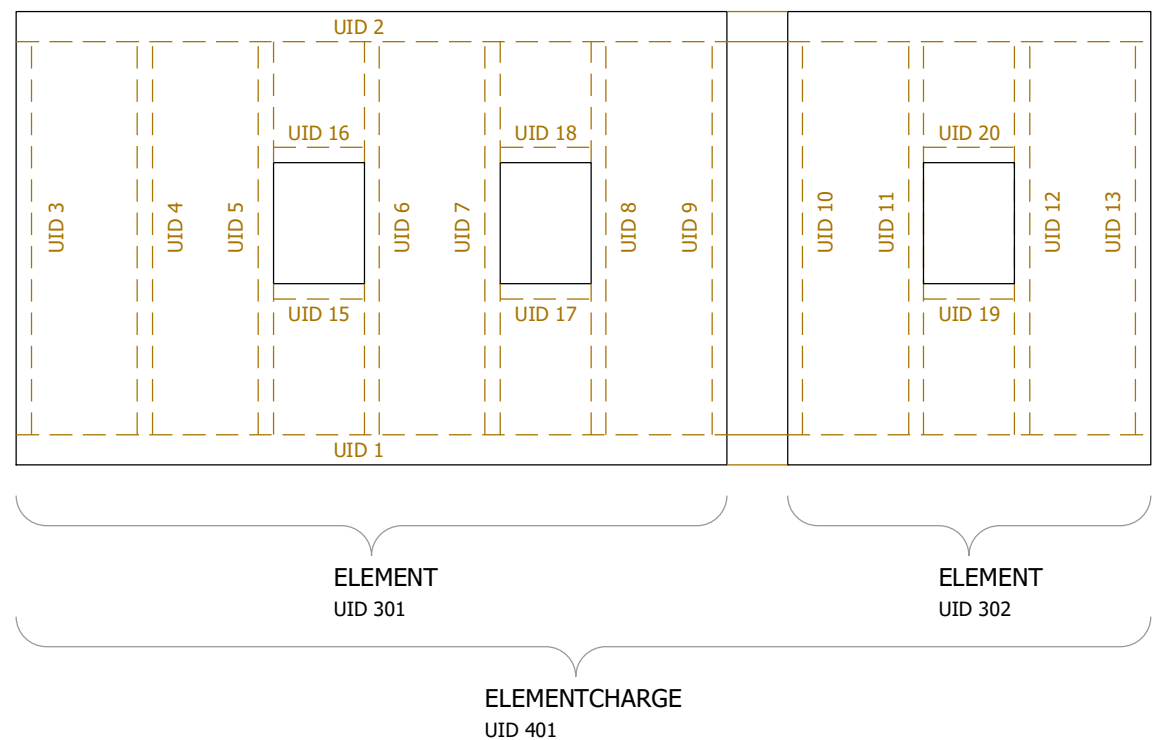 UID 2
UID 16
UID 18
UID 20
UID 3
UID 4
UID 5
UID 6
UID 7
UID 8
UID 9
UID 10
UID 11
UID 12
UID 13
UID 15
UID 17
UID 19
UID 1
ELEMENT
UID 301
ELEMENT
UID 302
ELEMENTCHARGE
UID 401